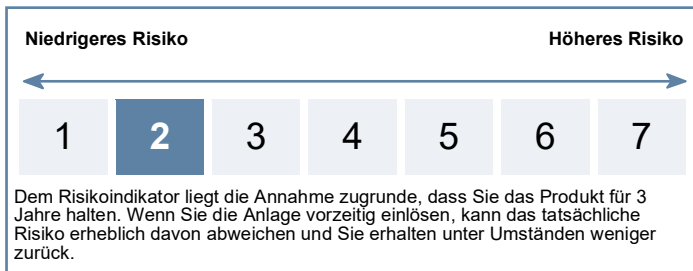 Niedrigeres Risiko Höheres Risiko
1 2 3 4 5 6 7
Dem Risikoindikator liegt die Annahme zugrunde, dass Sie das Produkt für 3
Jahre halten. Wenn Sie die Anlage vorzeitig einlösen, kann das tatsächliche
Risiko erheblich davon abweichen und Sie erhalten unter Umständen weniger
zurück.